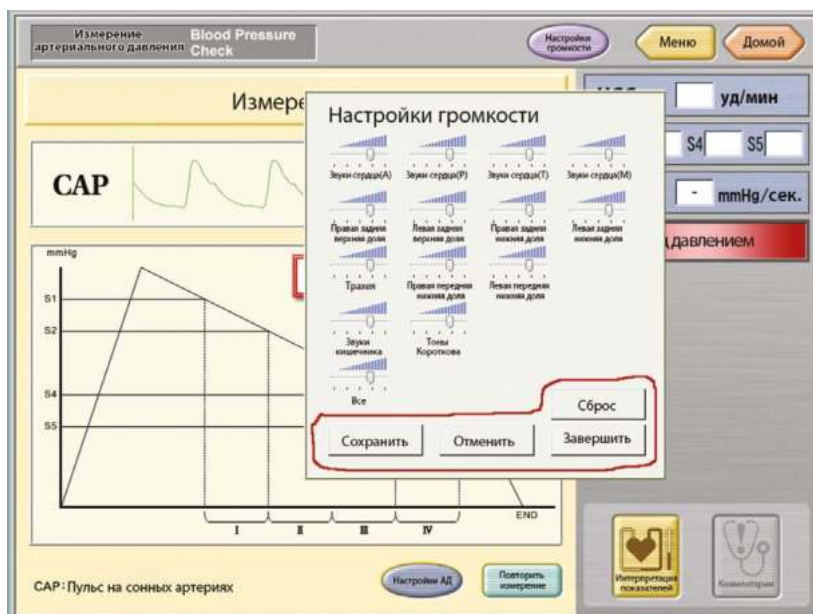 Измерение
артериального давления
Blood Pressure
Check
Настройки
громкости
Меню
Домой
Измере
уд/мин
S4
S5
- mmHg/сек.
давлением
CAP
Настройки громкости
Звуки сердца(А)
Звуки сердца(Р)
Звуки сердца(Т)
Звуки сердца(М)
Правая задняя
верхняя доля
Левая задняя
верхняя доля
Правая задняя
нижняя доля
Левая задняя
нижняя доля
Трахия
Правая передняя
нижняя доля
Левая передняя
нижняя доля
Звуки
кишечника
Тоны
Короткова
Все
Сброс
Сохранить
Отменить
Завершить
mmHg
S1
S2
S4
S5
I
II
III
IV
END
CAP:Пульс на сонных артериях
Настройки АД
Повторить
измерение
Интерпретация
показателей
Комментарии